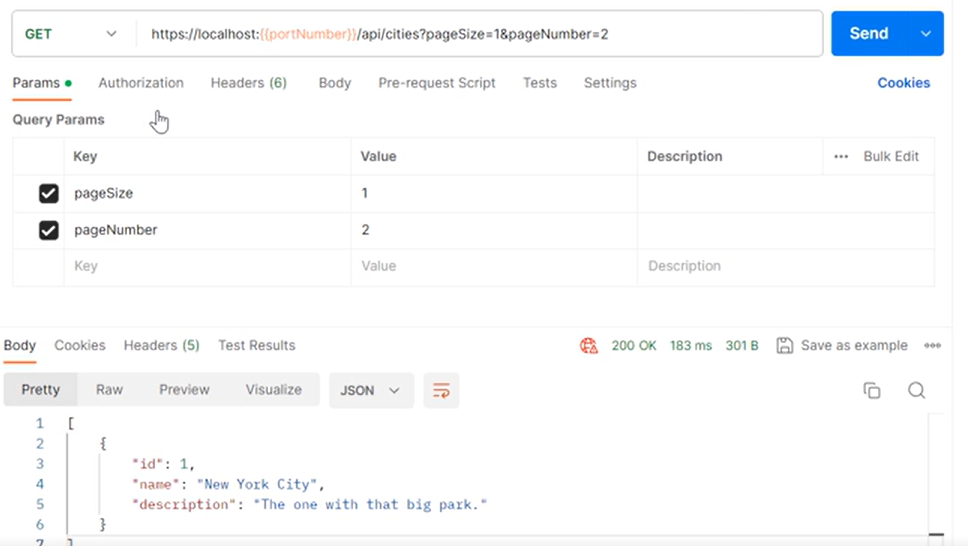 GET https://localhost:{{portNumber}}/api/cities?pageSize=1&pageNumber=2 Send
Params Authorization Headers (6) Body Pre-request Script Tests Settings Cookies
Query Params
Key Value Description ••• Bulk Edit
pageSize 1
pageNumber 2
Key Value Description
Body Cookies Headers (5) Test Results 200 OK 183 ms 301 B Save as example
Pretty Raw Preview Visualize JSON
1 [
2 {
3 "id": 1,
4 "name": "New York City",
5 "description": "The one with that big park."
6 }
7 ]